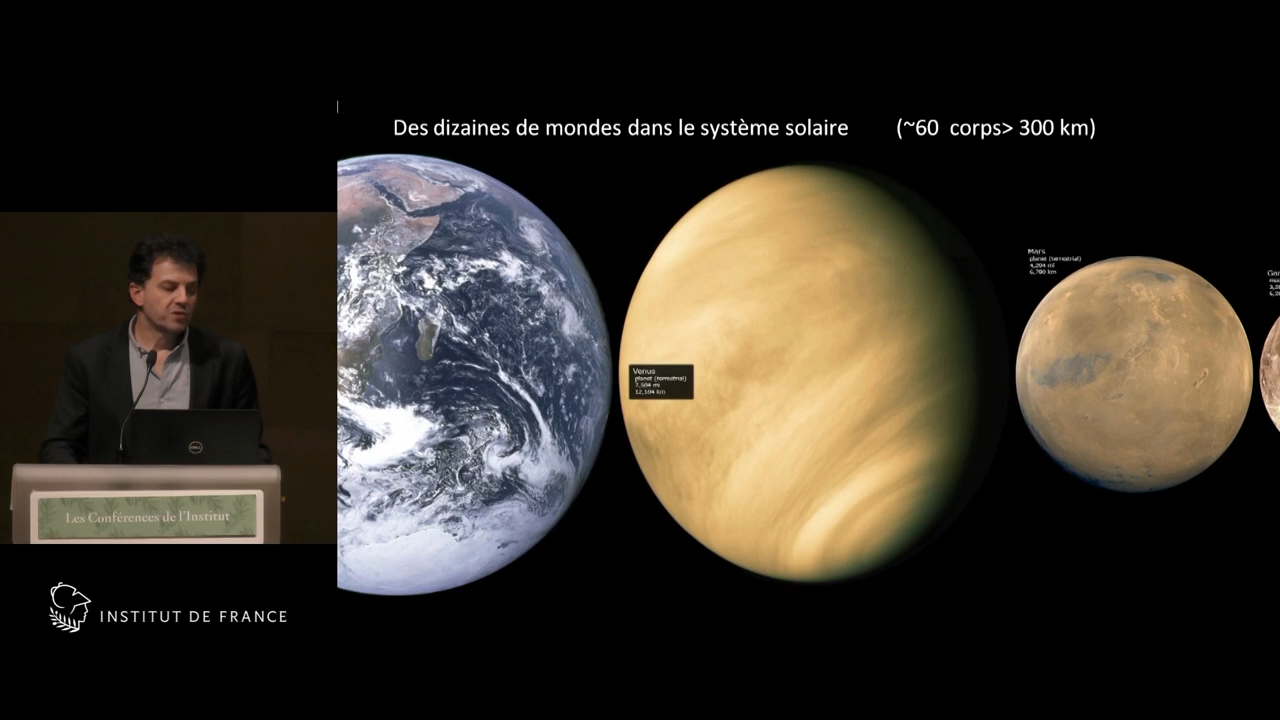 Des dizaines de mondes dans le système solaire (~60 corps> 300 km)
Mars
planet (terrestrial)
4,204 mi
6,780 km
Venus
planet (terrestrial)
7,504 mi
12,104 km
DELL
Les Conférences de l'Institut
INSTITUT DE FRANCE